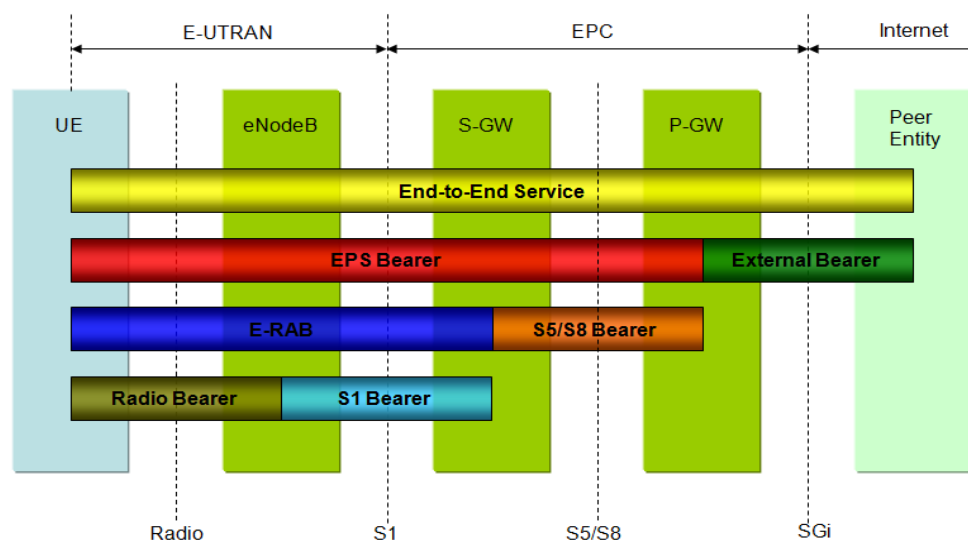 E-UTRAN
EPC
Internet
UE
eNodeB
S-GW
P-GW
Peer
Entity
End-to-End Service
EPS Bearer
External Bearer
E-RAB
S5/S8 Bearer
Radio Bearer
S1 Bearer
Radio
S1
S5/S8
SGi